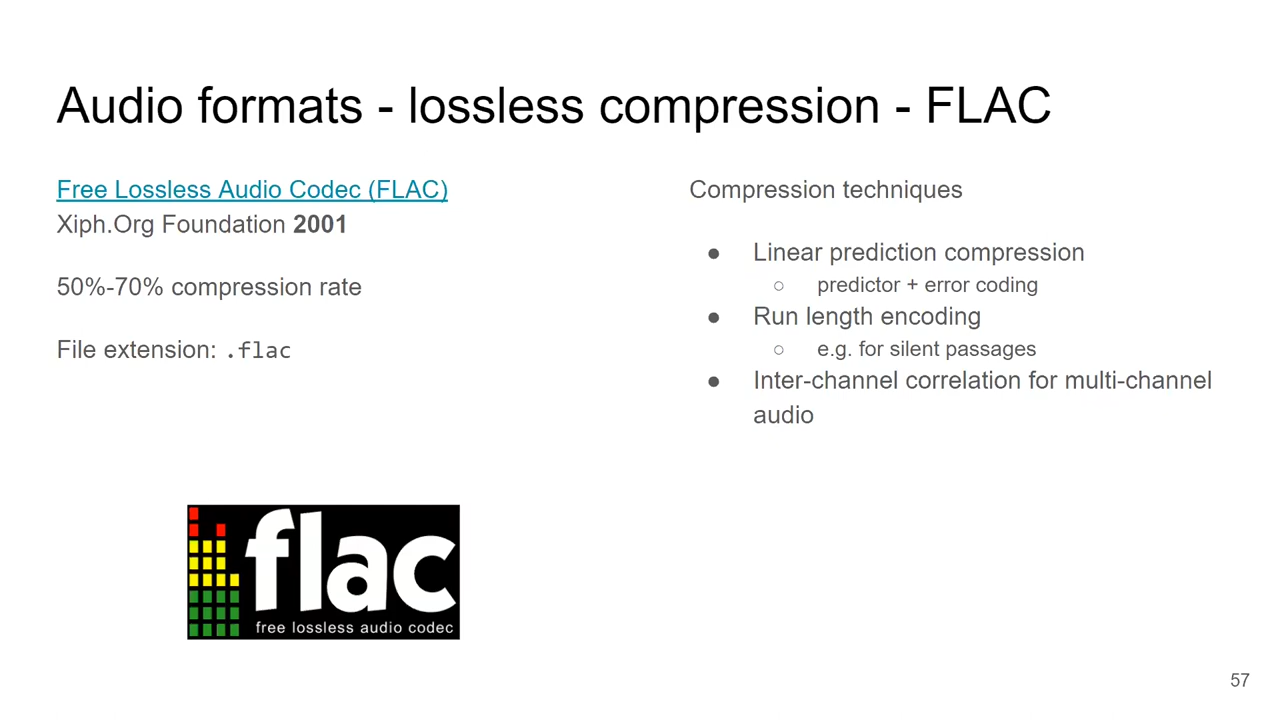 Audio formats - lossless compression - FLAC
Free Lossless Audio Codec (FLAC)
Xiph.Org Foundation 2001
50%-70% compression rate
File extension: .flac
Compression techniques
● Linear prediction compression
○ predictor + error coding
● Run length encoding
○ e.g. for silent passages
● Inter-channel correlation for multi-channel
audio
flac
free lossless audio codec
57